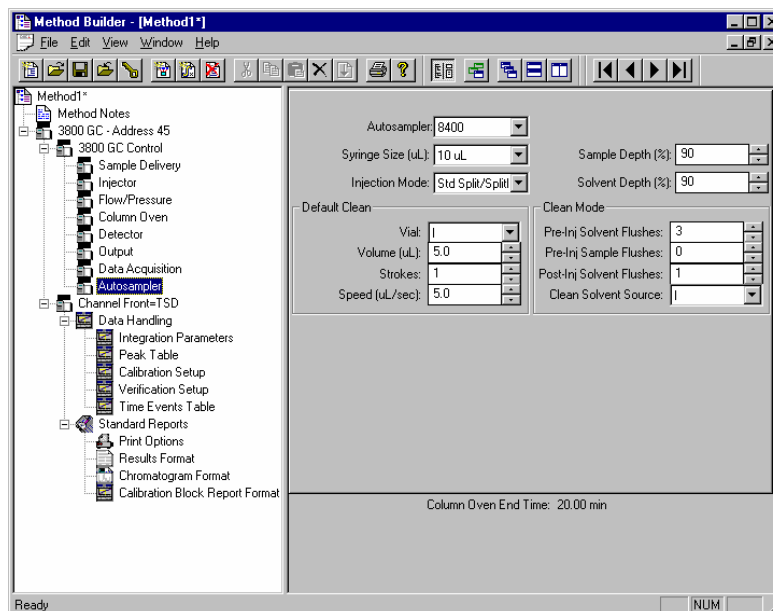 Method Builder - [Method1*]
File Edit View Window Help
Method1*
Method Notes
3800 GC - Address 45
3800 GC Control
Sample Delivery
Injector
Flow/Pressure
Column Oven
Detector
Output
Data Acquisition
Autosampler
Channel Front=TSD
Data Handling
Integration Parameters
Peak Table
Calibration Setup
Verification Setup
Time Events Table
Standard Reports
Print Options
Results Format
Chromatogram Format
Calibration Block Report Format
Autosampler: 8400
Syringe Size (uL): 10 uL
Sample Depth (%): 90
Injection Mode: Std Split/Splitl
Solvent Depth (%): 90
Default Clean
Vial: I
Volume (uL): 5.0
Strokes: 1
Speed (uL/sec): 5.0
Clean Mode
Pre-Inj Solvent Flushes: 3
Pre-Inj Sample Flushes: 0
Post-Inj Solvent Flushes: 1
Clean Solvent Source: I
Column Oven End Time: 20.00 min
Ready
NUM